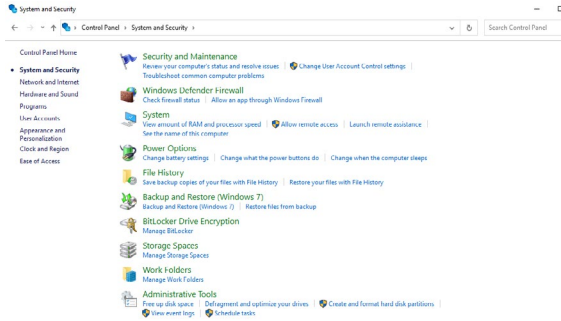 System and Security
Control Panel > System and Security >
Search Control Panel
Control Panel Home
System and Security
Network and Internet
Hardware and Sound
Programs
User Accounts
Appearance and
Personalization
Clock and Region
Ease of Access
Security and Maintenance
Review your computer's status and resolve issues | Change User Account Control settings |
Troubleshoot common computer problems
Windows Defender Firewall
Check firewall status | Allow an app through Windows Firewall
System
View amount of RAM and processor speed | Allow remote access | Launch remote assistance |
See the name of this computer
Power Options
Change battery settings | Change what the power buttons do | Change when the computer sleeps
File History
Save backup copies of your files with File History | Restore your files with File History
Backup and Restore (Windows 7)
Backup and Restore (Windows 7) | Restore files from backup
BitLocker Drive Encryption
Manage BitLocker
Storage Spaces
Manage Storage Spaces
Work Folders
Manage Work Folders
Administrative Tools
Free up disk space | Defragment and optimize your drives | Create and format hard disk partitions |
View event logs | Schedule tasks